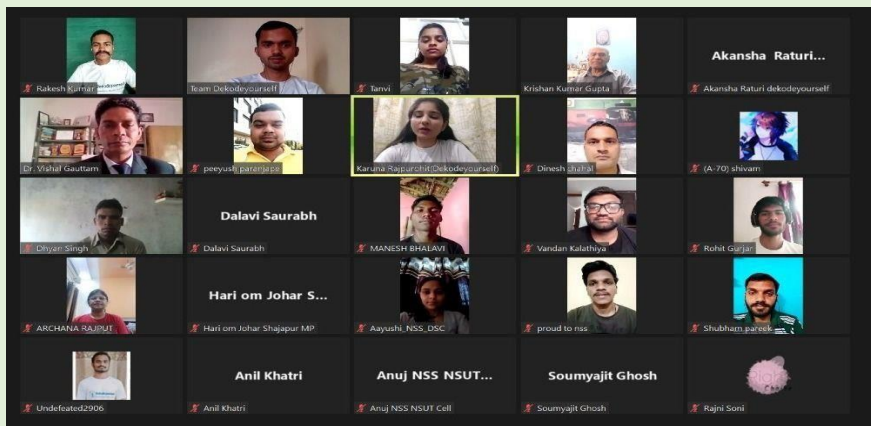 Rakesh Kumar
Team Dekodeyourself
Tanvi
Krishan Kumar Gupta
Akansha Raturi...
Akansha Raturi dekodeyourself
Dr. Vishal Gauttam
peeyush paranjape
Karuna Rajpurohit(Dekodeyourself)
Dinesh chahal
(A-70) shivam
Dhyan Singh
Dalavi Saurabh
Dalavi Saurabh
MANESH BHALAVI
Vandan Kalathiya
Rohit Gurjar
ARCHANA RAJPUT
Hari om Johar S...
Hari om Johar Shajapur MP
Aayushi_NSS_DSC
proud to nss
Shubham pareek
Undefeated2906
Anil Khatri
Anil Khatri
Anuj NSS NSUT...
Anuj NSS NSUT Cell
Soumyajit Ghosh
Soumyajit Ghosh
Rajni Soni